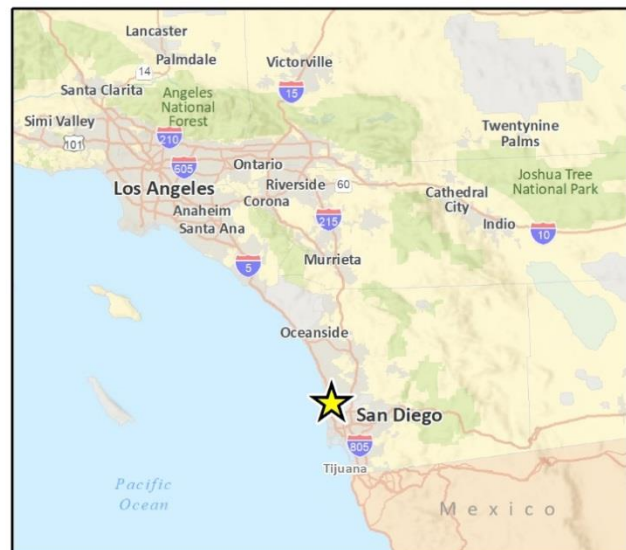 Lancaster
Palmdale
Victorville
14
Santa Clarita
Angeles
National
Forest
15
Simi Valley
101
210
Twentynine
Palms
605
Ontario
Los Angeles
Riverside
60
Joshua Tree
National Park
Corona
Cathedral
City
Anaheim
Santa Ana
215
Indio
10
Murrieta
5
Oceanside
San Diego
805
Tijuana
Pacific
Ocean
Mexico